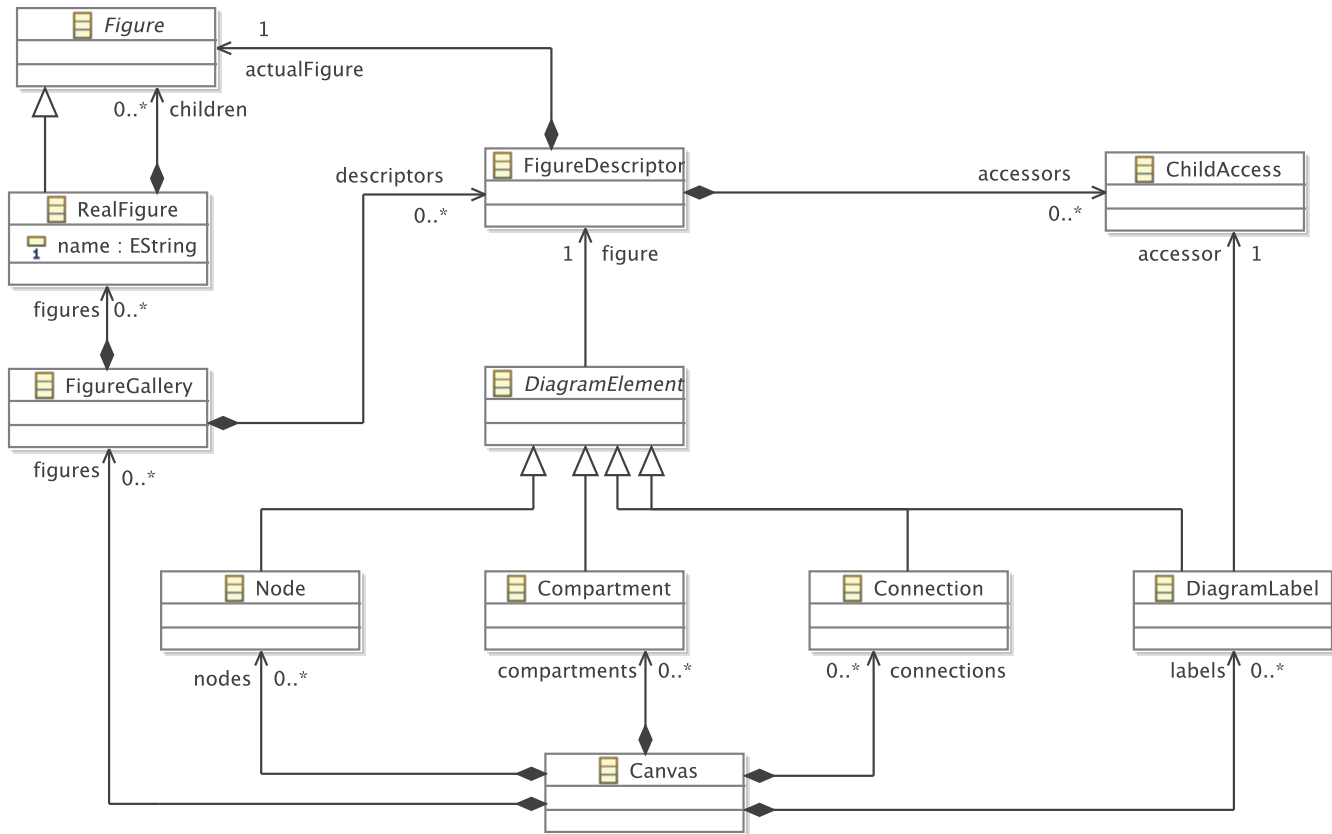 Figure
1
actualFigure
0..* children
FigureDescriptor
ChildAccess
descriptors
0..*
accessors
0..*
RealFigure
1 name : EString
1 figure
accessor 1
figures 0..*
FigureGallery
DiagramElement
figures 0..*
Node
Compartment
Connection
DiagramLabel
nodes 0..*
compartments 0..*
0..* connections
labels 0..*
Canvas